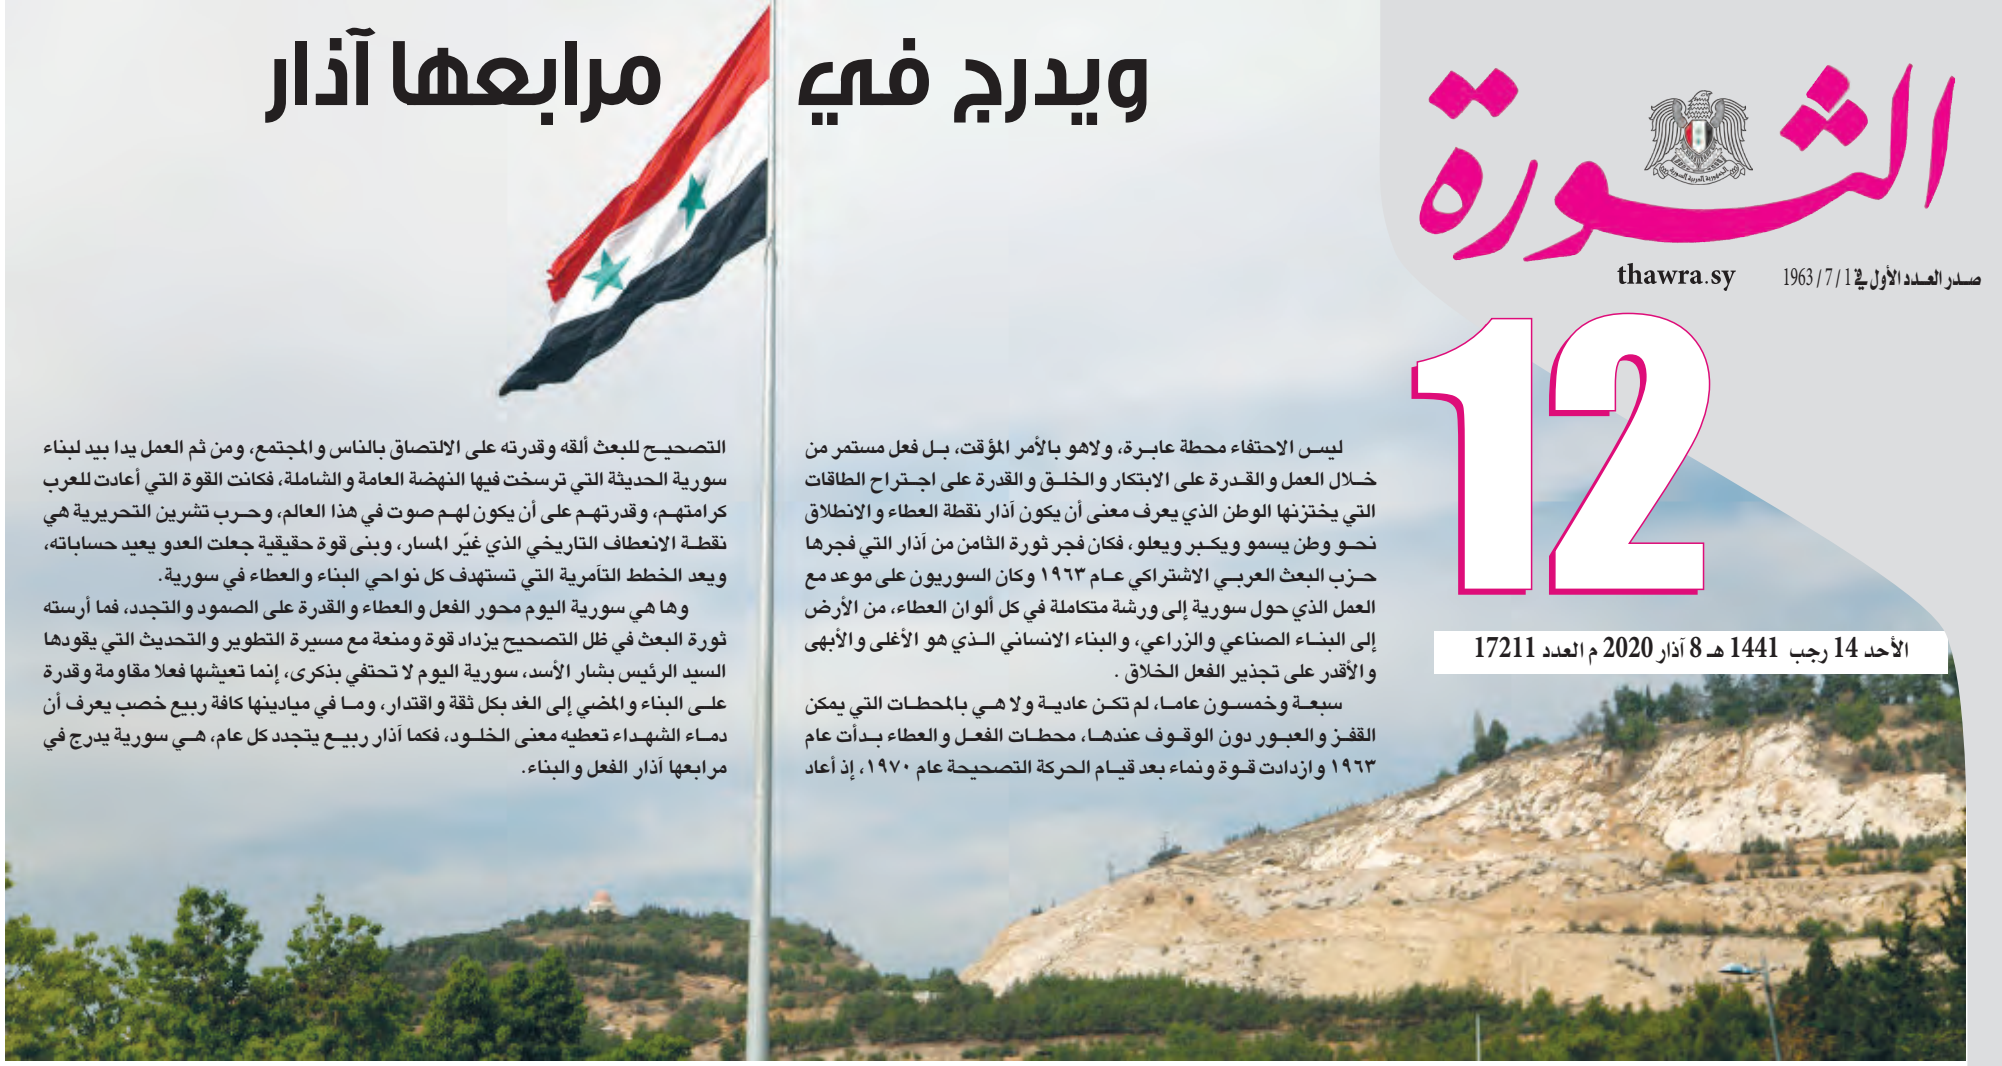 ويدرج في مرابعها آذار
الثورة
الجمهورية العربية السورية
صدر العدد الأول في 1 / 7 / 1963
thawra.sy
12
الأحد 14 رجب 1441 هـ 8 آذار 2020 م العدد 17211
ليس الاحتفاء محطة عابرة، ولاهو بالأمر المؤقت، بل فعل مستمر من
خلال العمل والقدرة على الابتكار والخلق والقدرة على اجتراح الطاقات
التي يختزنها الوطن الذي يعرف معنى أن يكون آذار نقطة العطاء والانطلاق
نحو وطن يسمو ويكبر ويعلو، فكان فجر ثورة الثامن من آذار التي فجرها
حزب البعث العربي الاشتراكي عام ١٩٦٣ وكان السوريون على موعد مع
العمل الذي حول سورية إلى ورشة متكاملة في كل ألوان العطاء، من الأرض
إلى البناء الصناعي والزراعي، والبناء الانساني الذي هو الأغلى والأبهى
والأقدر على تجذير الفعل الخلاق .
سبعة وخمسون عاما، لم تكن عادية ولا هي بالمحطات التي يمكن
القفز والعبور دون الوقوف عندها، محطات الفعل والعطاء بدأت عام
١٩٦٣ وازدادت قوة ونماء بعد قيام الحركة التصحيحة عام ١٩٧٠، إذ أعاد
التصحيح للبعث ألقه وقدرته على الالتصاق بالناس والمجتمع، ومن ثم العمل يدا بيد لبناء
سورية الحديثة التي ترسخت فيها النهضة العامة والشاملة، فكانت القوة التي أعادت للعرب
كرامتهم، وقدرتهم على أن يكون لهم صوت في هذا العالم، وحرب تشرين التحريرية هي
نقطة الانعطاف التاريخي الذي غيّر المسار، وبنى قوة حقيقية جعلت العدو يعيد حساباته،
ويعد الخطط التآمرية التي تستهدف كل نواحي البناء والعطاء في سورية.
وها هي سورية اليوم محور الفعل والعطاء والقدرة على الصمود والتجدد، فما أرسته
ثورة البعث في ظل التصحيح يزداد قوة ومنعة مع مسيرة التطوير والتحديث التي يقودها
السيد الرئيس بشار الأسد، سورية اليوم لا تحتفي بذكرى، إنما تعيشها فعلا مقاومة وقدرة
على البناء والمضي إلى الغد بكل ثقة واقتدار، وما في ميادينها كافة ربيع خصب يعرف أن
دماء الشهداء تعطيه معنى الخلود، فكما آذار ربيع يتجدد كل عام، هي سورية يدرج في
مرابعها آذار الفعل والبناء.